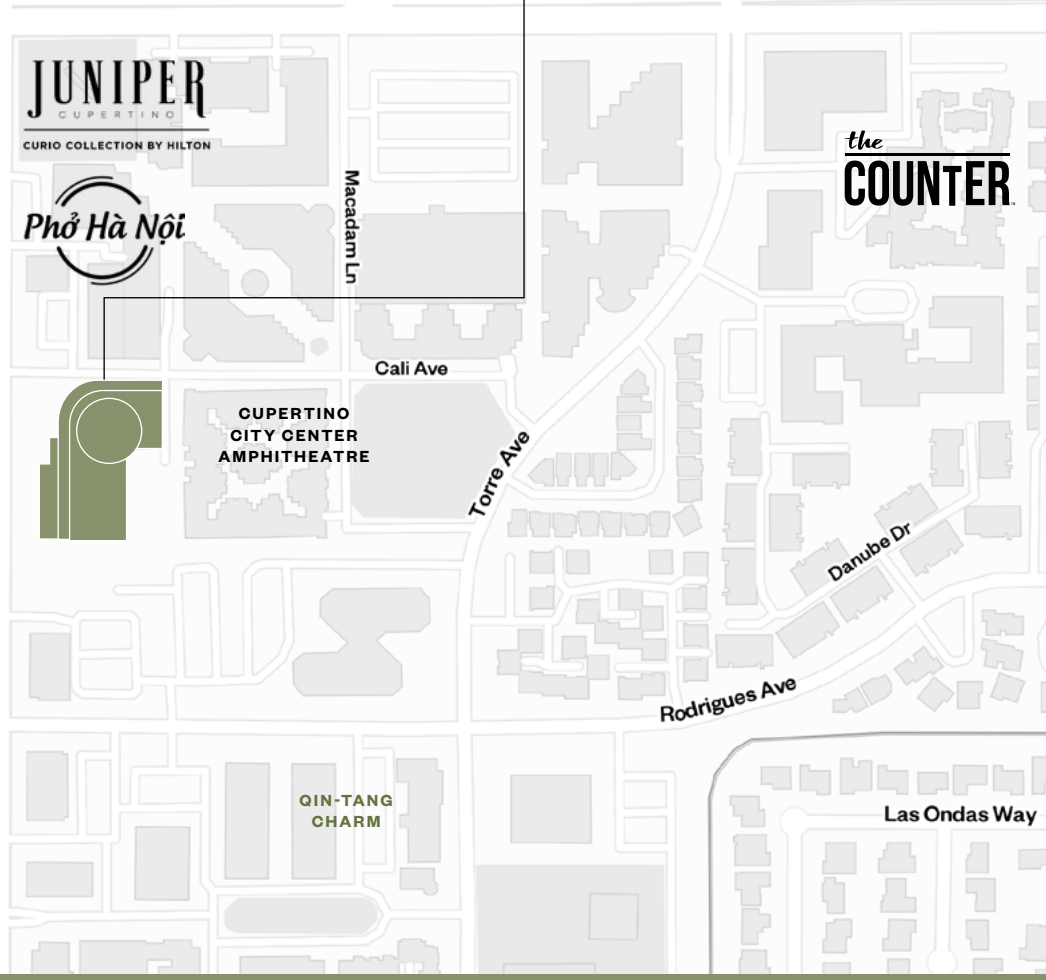 JUNIPER
CUPERTINO
CURIO COLLECTION BY HILTON
the
COUNTER™
Phở Hà Nội
Macadam Ln
Cali Ave
CUPERTINO
CITY CENTER
AMPHITHEATRE
Torre Ave
Danube Dr
Rodrigues Ave
QIN-TANG
CHARM
Las Ondas Way